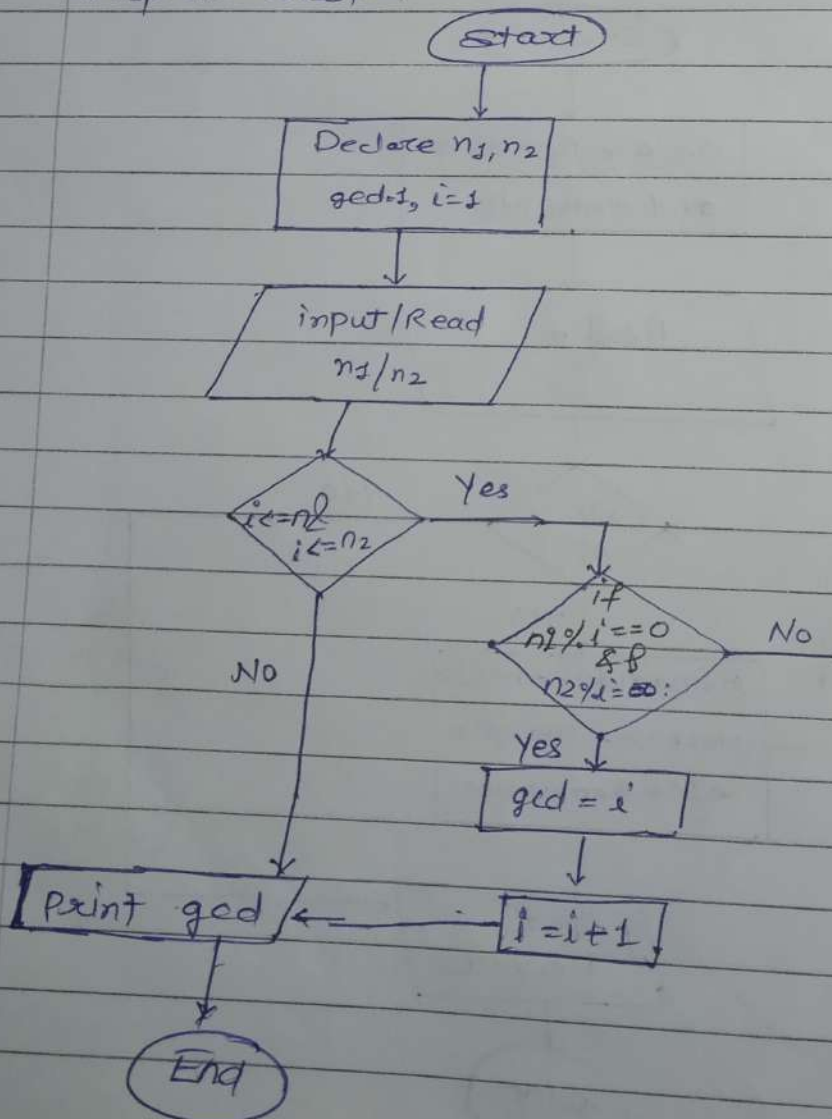 Start
Declare n1, n2
gcd=1, i=1
input/Read
n1/n2
i<=n1
i<=n2
Yes
if
n1%i==0
&&
n2%i==0:
No
No
Yes
gcd = i
i=i+1
Print gcd
End